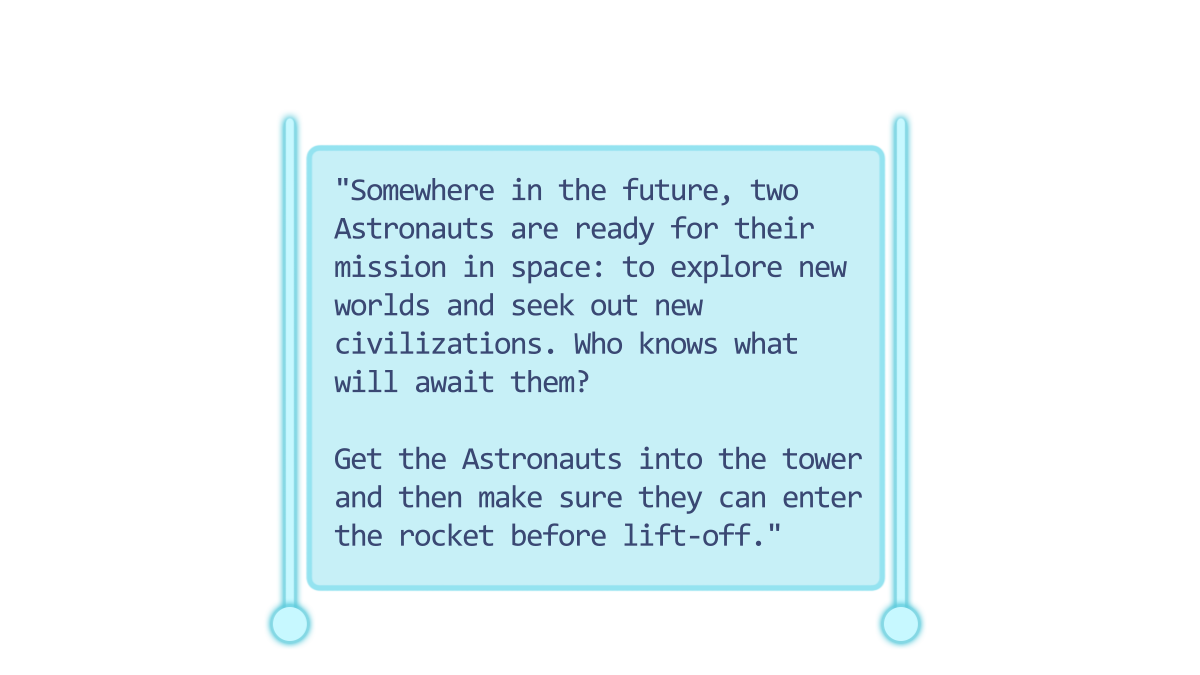 "Somewhere in the future, two
Astronauts are ready for their
mission in space: to explore new
worlds and seek out new
civilizations. Who knows what
will await them?
Get the Astronauts into the tower
and then make sure they can enter
the rocket before lift-off."